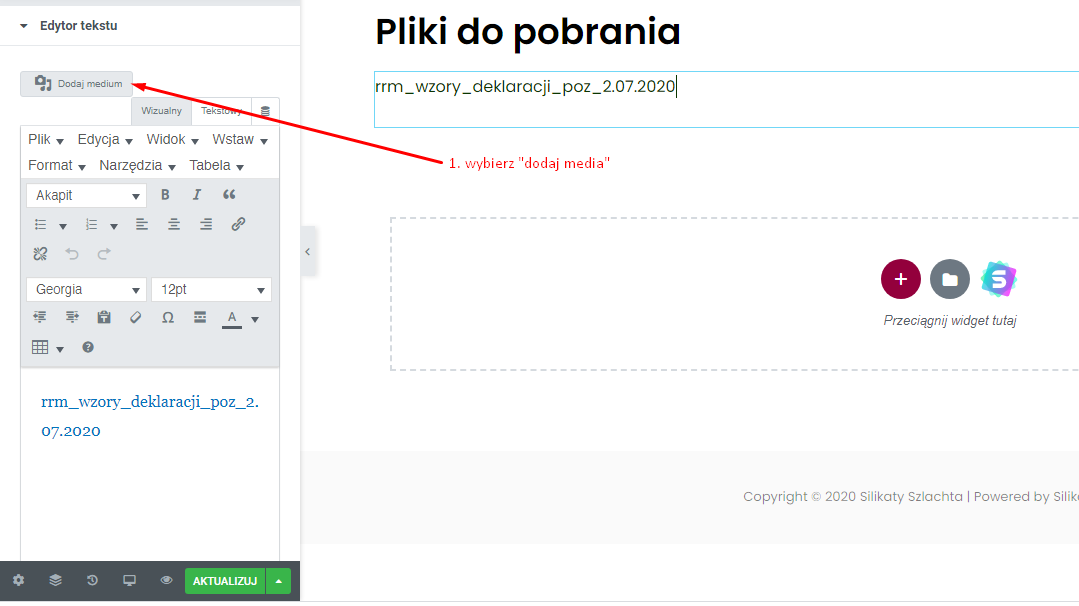 Edytor tekstu
Dodaj medium
Wizualny Tekstowy
Plik Edycja Widok Wstaw
Format Narzędzia Tabela
Akapit B I
Georgia 12pt
Ω A
rrm_wzory_deklaracji_poz_2.
07.2020
AKTUALIZUJ
Pliki do pobrania
rrm_wzory_deklaracji_poz_2.07.2020
1. wybierz "dodaj media"
S
Przeciągnij widget tutaj
Copyright © 2020 Silikaty Szlachta | Powered by Silika